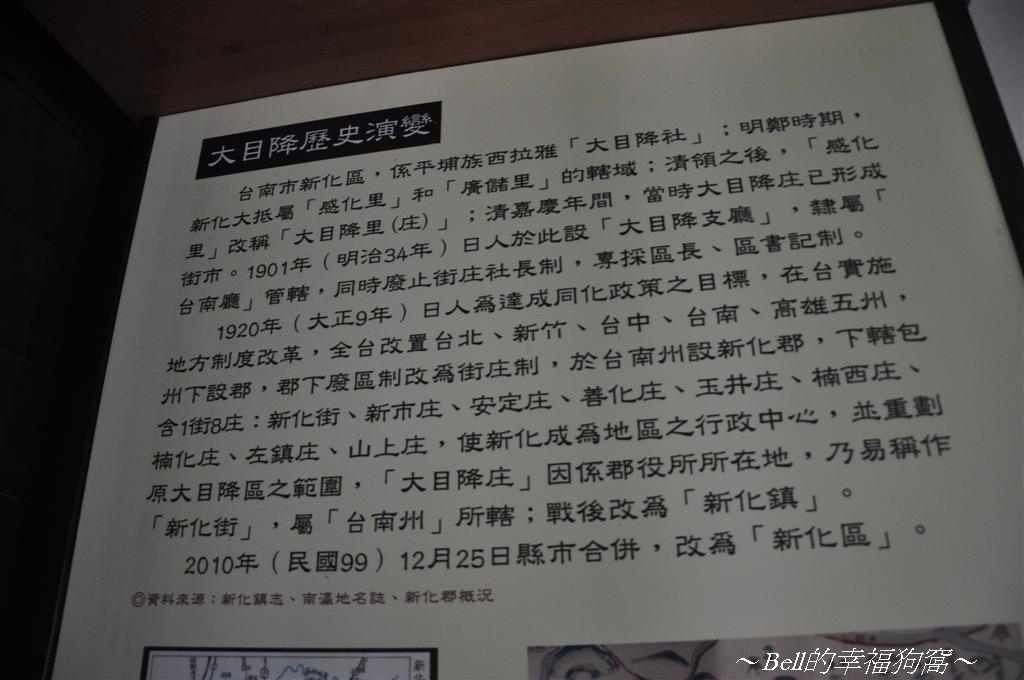 大目降歷史演變
台南市新化區，係平埔族西拉雅「大目降社」；明鄭時期，
新化大抵屬「感化里」和「廣儲里」的轄域；清領之後，「感化
里」改稱「大目降里(庄)」；清嘉慶年間，當時大目降庄已形成
街市。1901年（明治34年）日人於此設「大目降支廳」，隸屬「
台南廳」管轄，同時廢止街庄社長制，專採區長、區書記制。
1920年（大正9年）日人為達成同化政策之目標，在台實施
地方制度改革，全台改置台北、新竹、台中、台南、高雄五州，
州下設郡，郡下廢區制改為街庄制，於台南州設新化郡，下轄包
含1街8庄：新化街、新市庄、安定庄、善化庄、玉井庄、楠西庄、
楠化庄、左鎮庄、山上庄，使新化成為地區之行政中心，並重劃
原大目降區之範圍，「大目降庄」因係郡役所所在地，乃易稱作
「新化街」，屬「台南州」所轄；戰後改為「新化鎮」。
2010年（民國99）12月25日縣市合併，改為「新化區」。
◎資料來源：新化鎮志、南瀛地名誌、新化郡概況
～Bell的幸福狗窩～